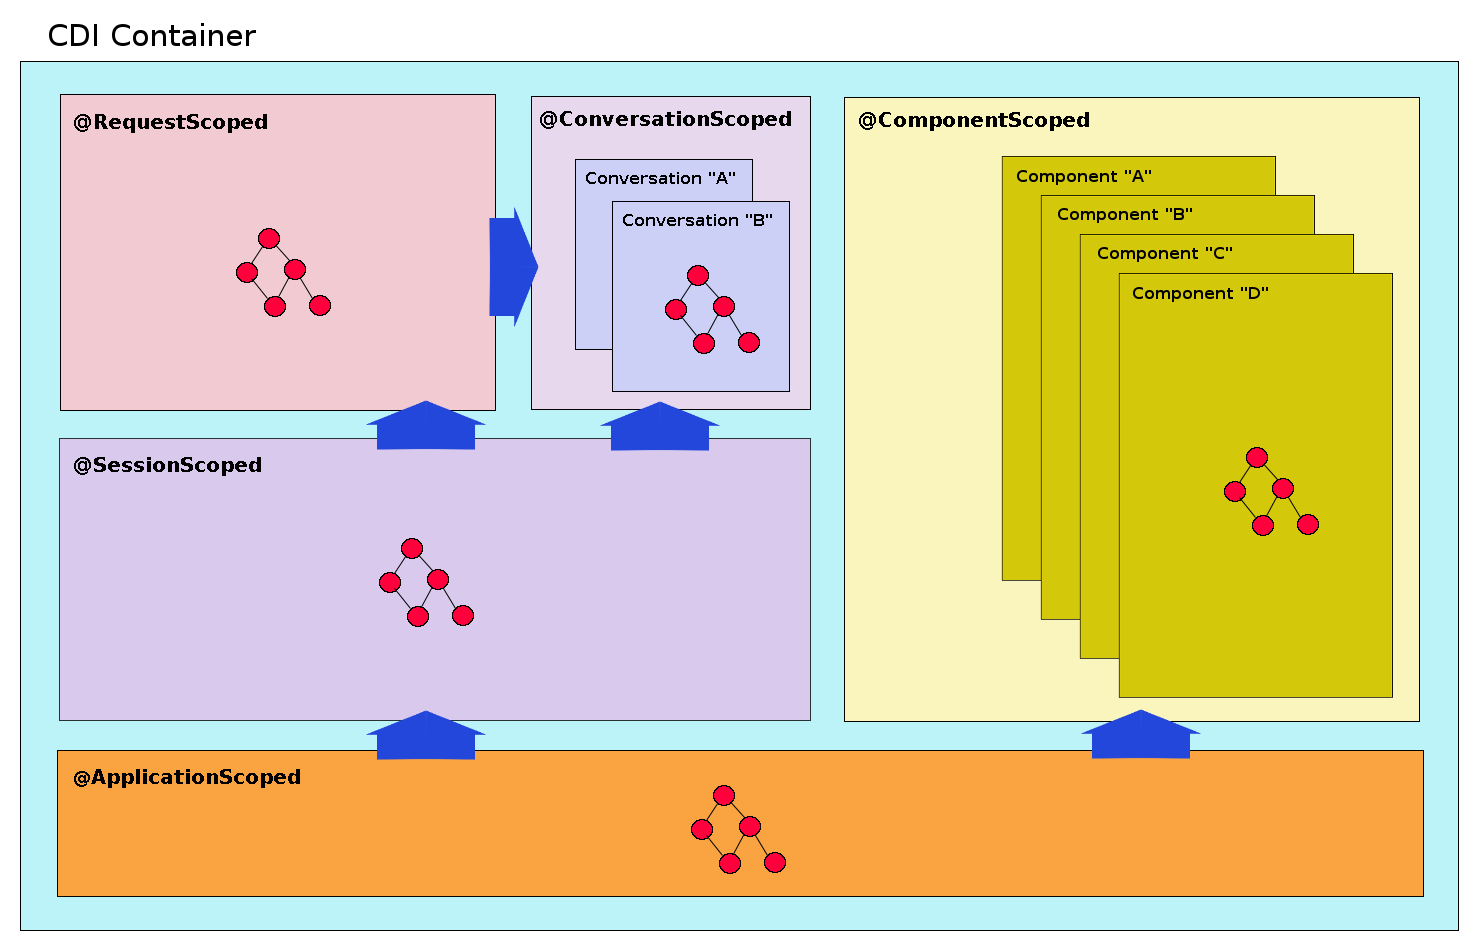 CDI Container
@RequestScoped
@ConversationScoped
Conversation "A"
Conversation "B"
@ComponentScoped
Component "A"
Component "B"
Component "C"
Component "D"
@SessionScoped
@ApplicationScoped